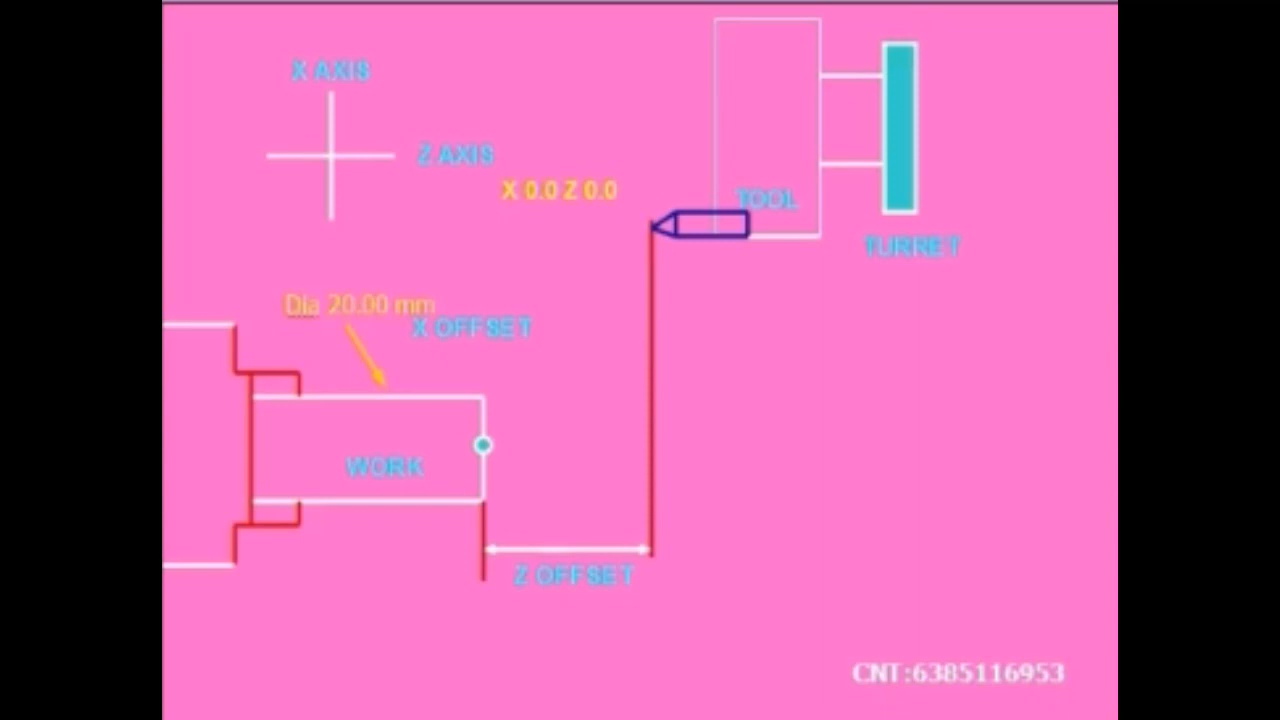 X AXIS
Z AXIS
X 0.0 Z 0.0
TOOL
TURRET
Dia 20.00 mm
X OFFSET
WORK
Z OFFSET
CNT:6385116953